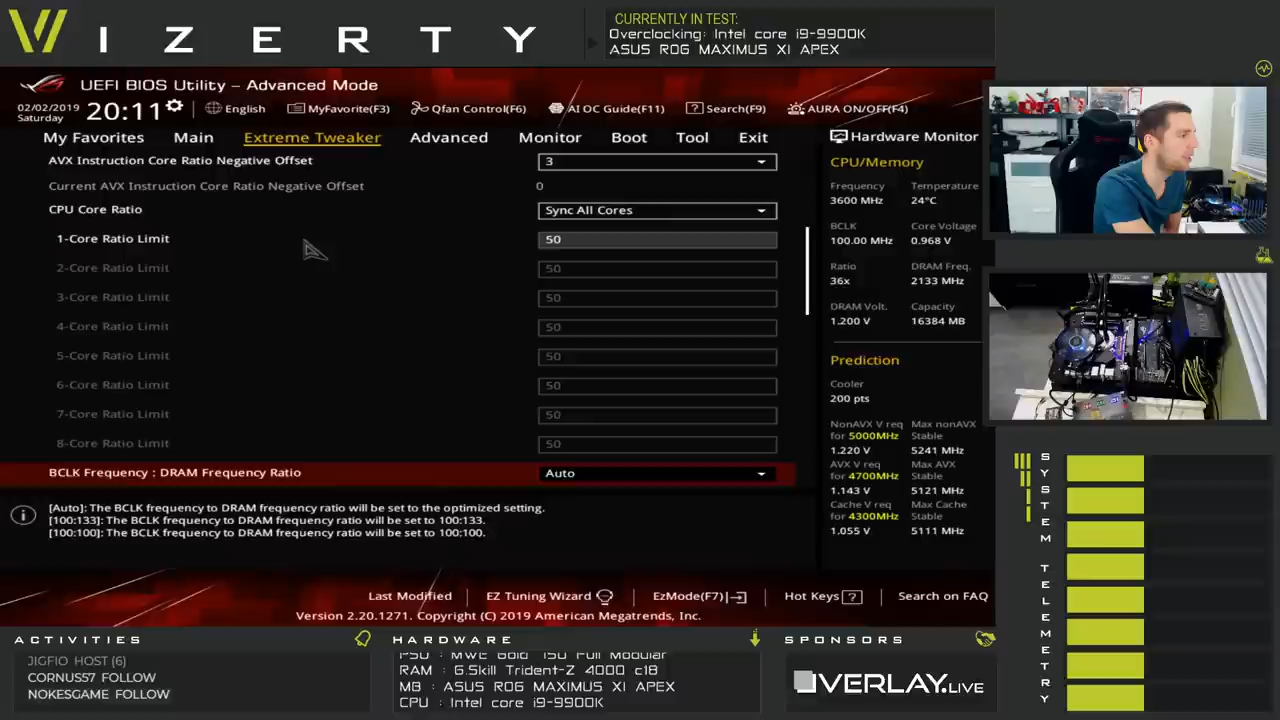 WIZERTY
CURRENTLY IN TEST:
Overclocking: Intel core i9-9900K
ASUS ROG MAXIMUS XI APEX
UEFI BIOS Utility – Advanced Mode
02/02/2019
Saturday
20:11
English
MyFavorite(F3)
Qfan Control(F6)
AI OC Guide(F11)
Search(F9)
AURA ON/OFF(F4)
My Favorites
Main
Extreme Tweaker
Advanced
Monitor
Boot
Tool
Exit
Hardware Monitor
AVX Instruction Core Ratio Negative Offset 3
Current AVX Instruction Core Ratio Negative Offset 0
CPU Core Ratio Sync All Cores
1-Core Ratio Limit 50
2-Core Ratio Limit 50
3-Core Ratio Limit 50
4-Core Ratio Limit 50
5-Core Ratio Limit 50
6-Core Ratio Limit 50
7-Core Ratio Limit 50
8-Core Ratio Limit 50
BCLK Frequency : DRAM Frequency Ratio Auto
[Auto]: The BCLK frequency to DRAM frequency ratio will be set to the optimized setting.
[100:133]: The BCLK frequency to DRAM frequency ratio will be set to 100:133.
[100:100]: The BCLK frequency to DRAM frequency ratio will be set to 100:100.
CPU/Memory
Frequency Temperature
3600 MHz 24°C
BCLK Core Voltage
100.00 MHz 0.968 V
Ratio DRAM Freq.
36x 2133 MHz
DRAM Volt. Capacity
1.200 V 16384 MB
Prediction
Cooler
200 pts
NonAVX V req Max nonAVX
for 5000MHz Stable
1.220 V 5241 MHz
AVX V req Max AVX
for 4700MHz Stable
1.143 V 5121 MHz
Cache V req Max Cache
for 4300MHz Stable
1.055 V 5111 MHz
Last Modified
EZ Tuning Wizard
EzMode(F7)
Hot Keys ?
Search on FAQ
Version 2.20.1271. Copyright (C) 2019 American Megatrends, Inc.
SYSTEM TELEMETRY
ACTIVITIES
JIGFIO HOST (6)
CORNUS7 FOLLOW
NOKESGAME FOLLOW
HARDWARE
PSU : MWE Gold 750 Full Modular
RAM : G.Skill Trident-Z 4000 c18
MB : ASUS ROG MAXIMUS XI APEX
CPU : Intel core i9-9900K
SPONSORS
OVERLAY.LIVE